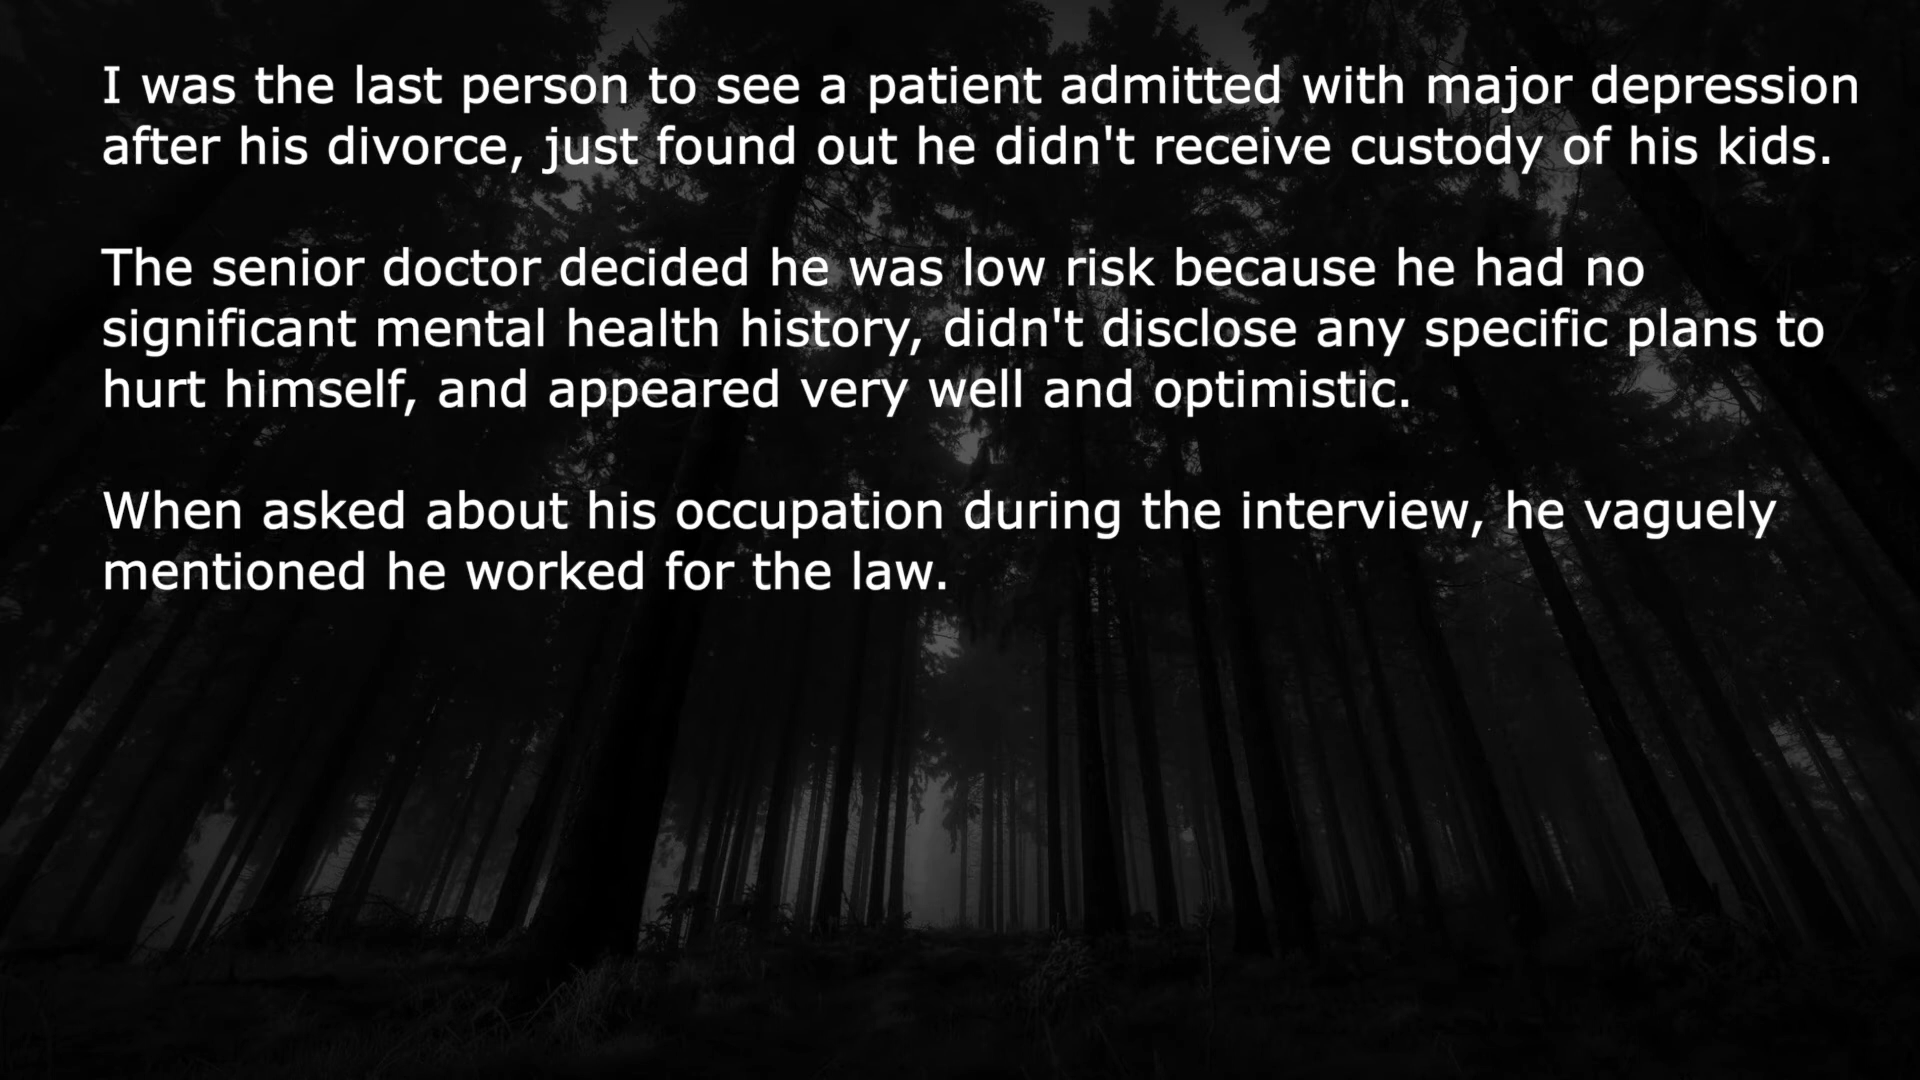 I was the last person to see a patient admitted with major depression
after his divorce, just found out he didn't receive custody of his kids.
The senior doctor decided he was low risk because he had no
significant mental health history, didn't disclose any specific plans to
hurt himself, and appeared very well and optimistic.
When asked about his occupation during the interview, he vaguely
mentioned he worked for the law.